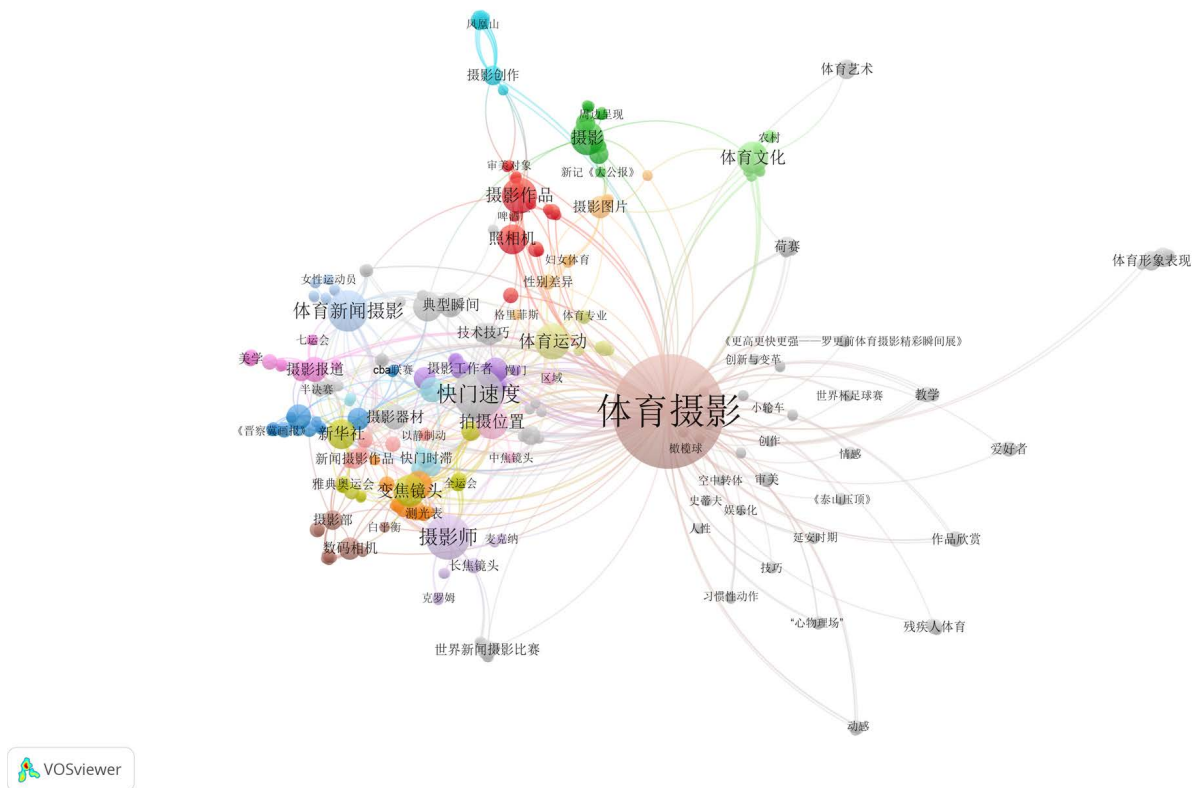 凤凰山
摄影创作
体育艺术
周边呈现
摄影
农村
体育文化
审美对象
新记《大公报》
摄影作品
摄影图片
啤酒厂
照相机
荷赛
妇女体育
体育形象表现
女性运动员
性别差异
体育新闻摄影
典型瞬间
格里菲斯
体育专业
技术技巧
体育运动
七运会
《更高更快更强——罗更前体育摄影精彩瞬间展》
美学
摄影报道
cba联赛
摄影工作者
慢门
创新与变革
区域
半决赛
快门速度
世界杯足球赛
教学
体育摄影
小轮车
摄影器材
拍摄位置
《晋察冀画报》
新华社
以静制动
创作
橄榄球
爱好者
新闻摄影作品
快门时滞
中焦镜头
情感
雅典奥运会
变焦镜头
全运会
空中转体
审美
史蒂夫
《泰山压顶》
娱乐化
摄影部
测光表
白平衡
人性
摄影师
麦克纳
延安时期
作品欣赏
数码相机
长焦镜头
技巧
克罗姆
习惯性动作
“心物理场”
残疾人体育
世界新闻摄影比赛
动感
VOSviewer